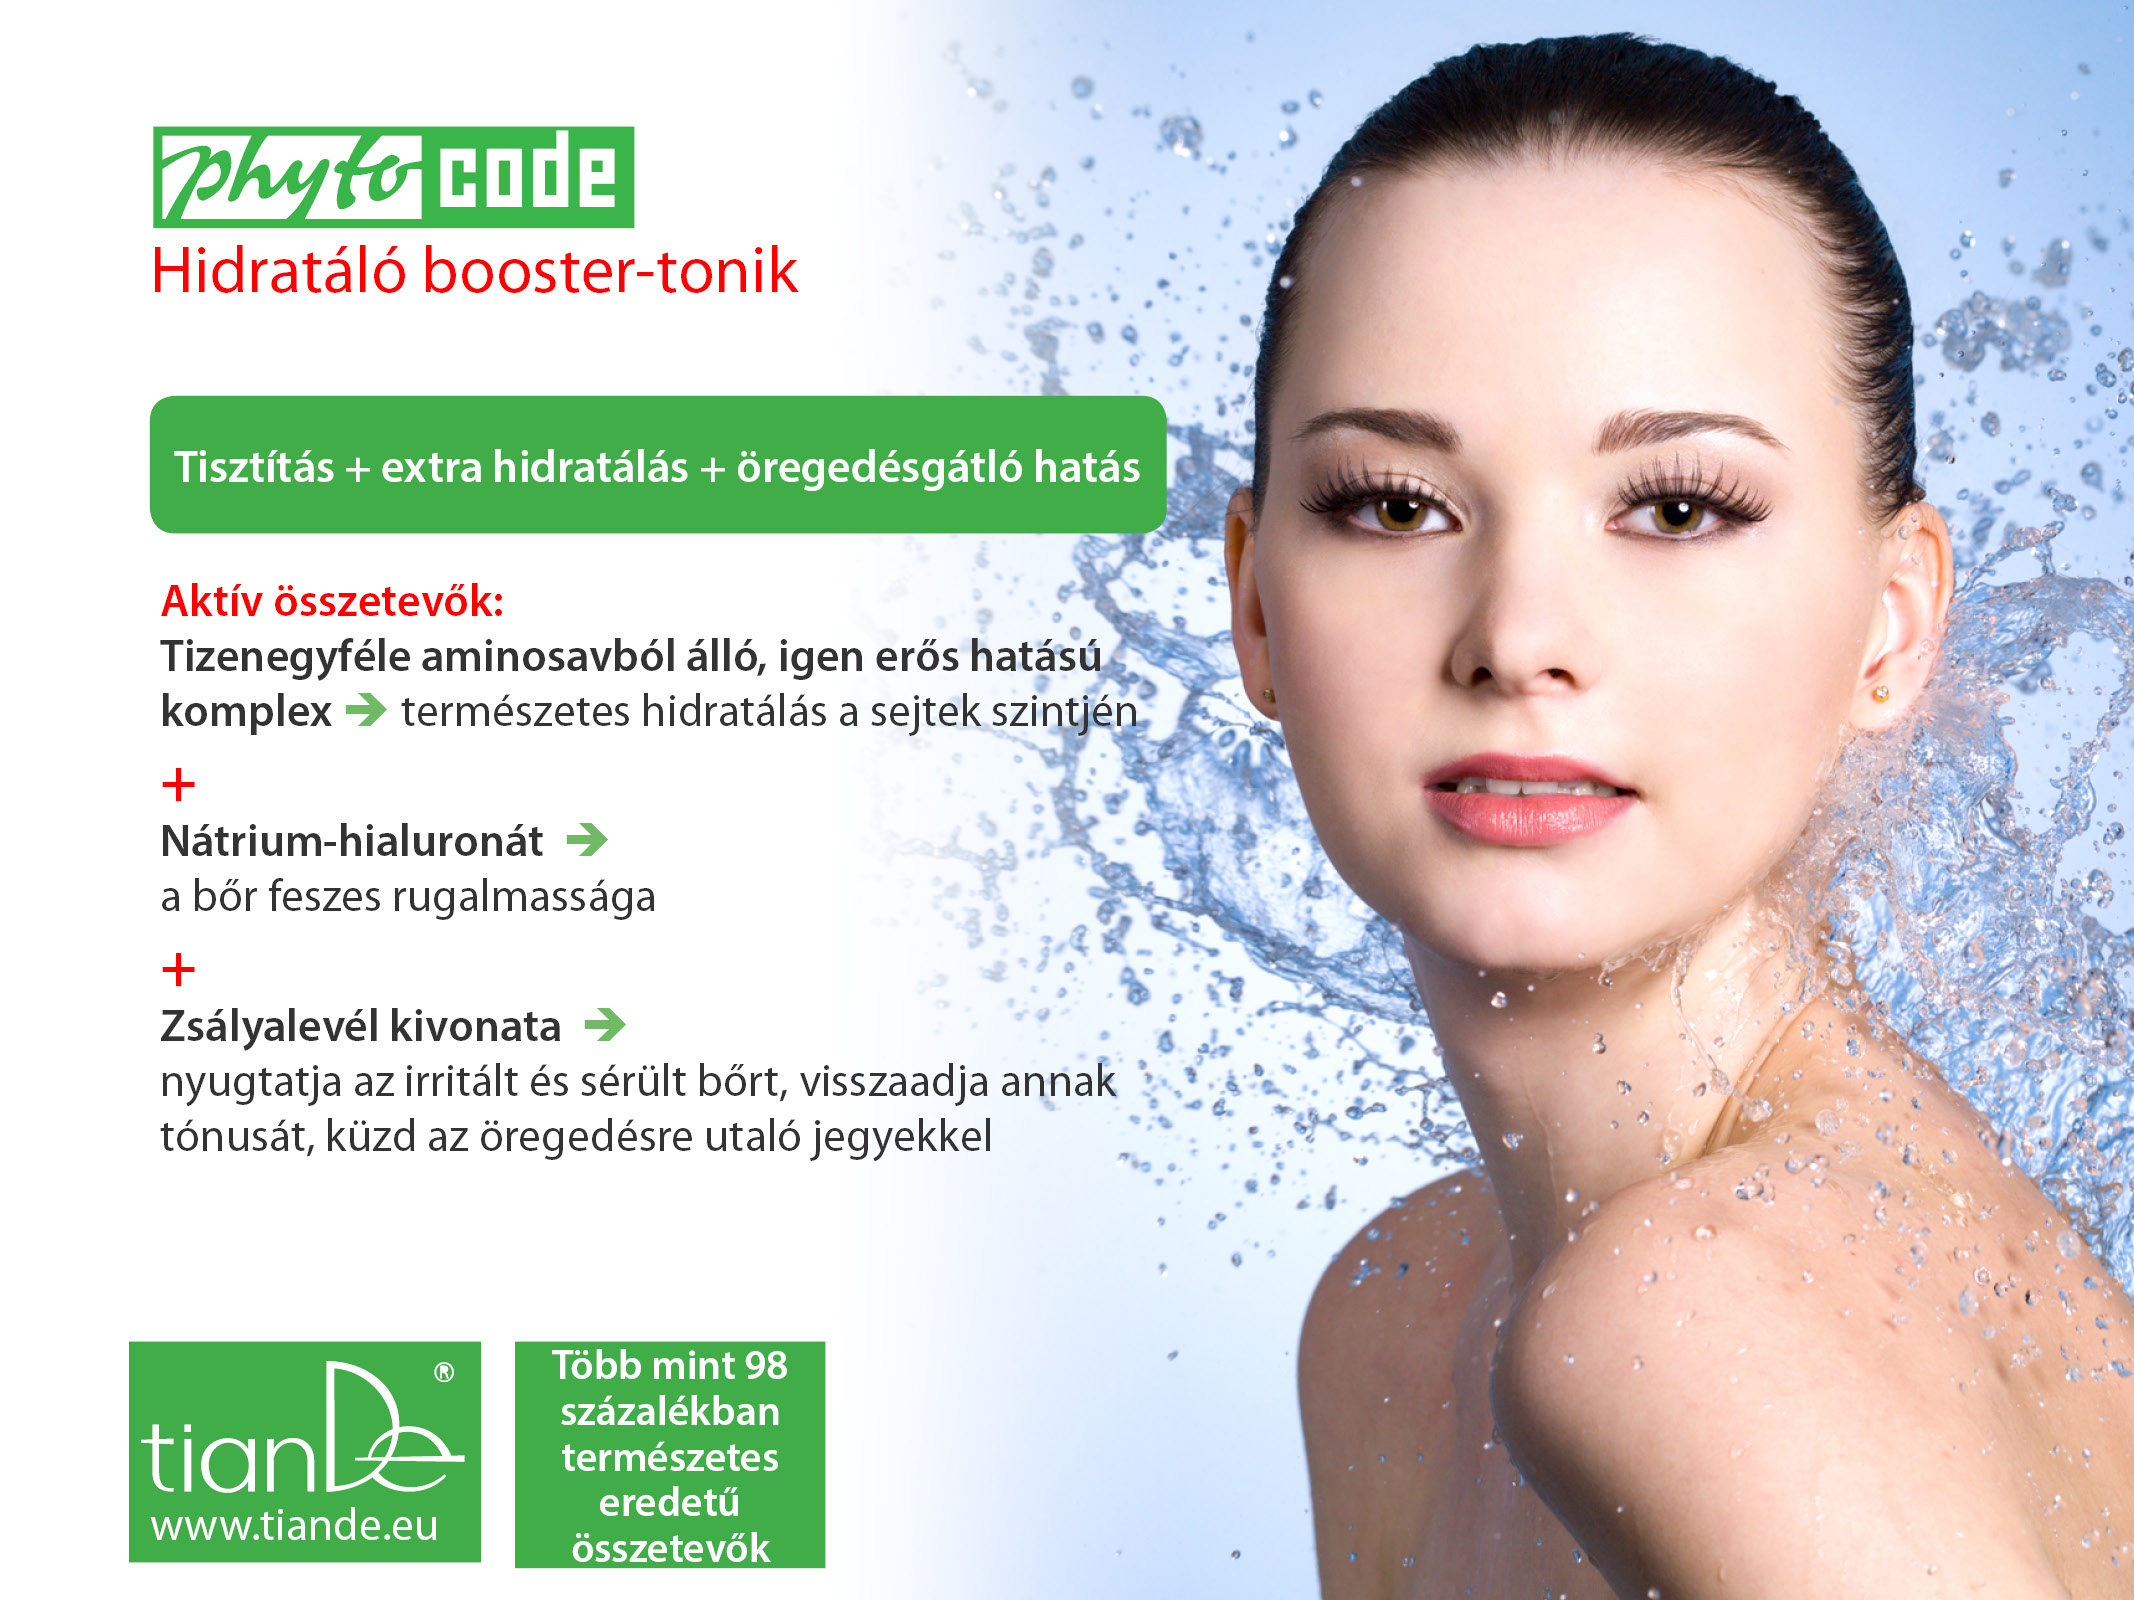 phyto code
Hidratáló booster-tonik
Tisztítás + extra hidratálás + öregedésgátló hatás
Aktív összetevők:
Tizenegyféle aminosavból álló, igen erős hatású
komplex ➔ természetes hidratálás a sejtek szintjén
+
Nátrium-hialuronát ➔
a bőr feszes rugalmassága
+
Zsályalevél kivonata ➔
nyugtatja az irritált és sérült bőrt, visszaadja annak
tónusát, küzd az öregedésre utaló jegyekkel
tianDe ®
www.tiande.eu
Több mint 98
százalékban
természetes
eredetű
összetevők